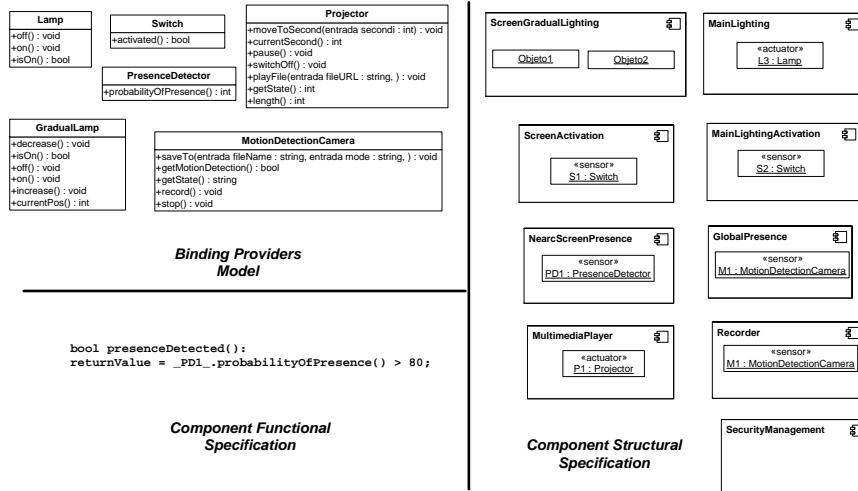 Lamp
+off() : void
+on() : void
+isOn() : bool
Switch
+activated() : bool
PresenceDetector
+probabilityOfPresence() : int
Projector
+moveToSecond(entrada secondi : int) : void
+currentSecond() : int
+pause() : void
+switchOff() : void
+playFile(entrada fileURL : string, ) : void
+getState() : int
+length() : int
GradualLamp
+decrease() : void
+isOn() : bool
+off() : void
+on() : void
+increase() : void
+currentPos() : int
MotionDetectionCamera
+saveTo(entrada fileName : string, entrada mode : string, ) : void
+getMotionDetection() : bool
+getState() : string
+record() : void
+stop() : void
Binding Providers
Model
bool presenceDetected():
returnValue = _PD1_.probabilityOfPresence() > 80;
Component Functional
Specification
ScreenGradualLighting
Objeto1
Objeto2
MainLighting
«actuator»
L3 : Lamp
ScreenActivation
«sensor»
S1 : Switch
MainLightingActivation
«sensor»
S2 : Switch
NearcScreenPresence
«sensor»
PD1 : PresenceDetector
GlobalPresence
«sensor»
M1 : MotionDetectionCamera
MultimediaPlayer
«actuator»
P1 : Projector
Recorder
«sensor»
M1 : MotionDetectionCamera
SecurityManagement
Component Structural
Specification